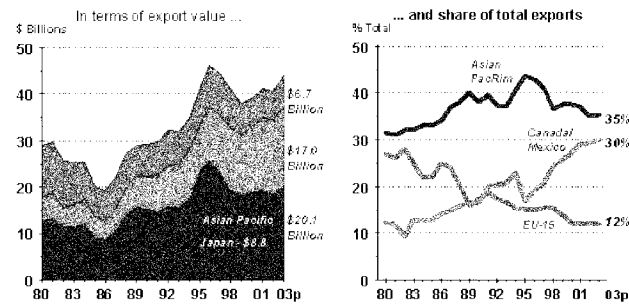 In terms of export value ...
$ Billions
50
40
30
20
10
0
80 83 86 89 92 95 98 01 03p
$6.7
Billion
$17.0
Billion
$20.1
Billion
Asian Pacific
Japan - $8.8
... and share of total exports
% Total
50
40
30
20
10
0
80 83 86 89 92 95 98 01 03p
Asian
PacRim
35%
Canada/
Mexico
30%
EU-15
12%